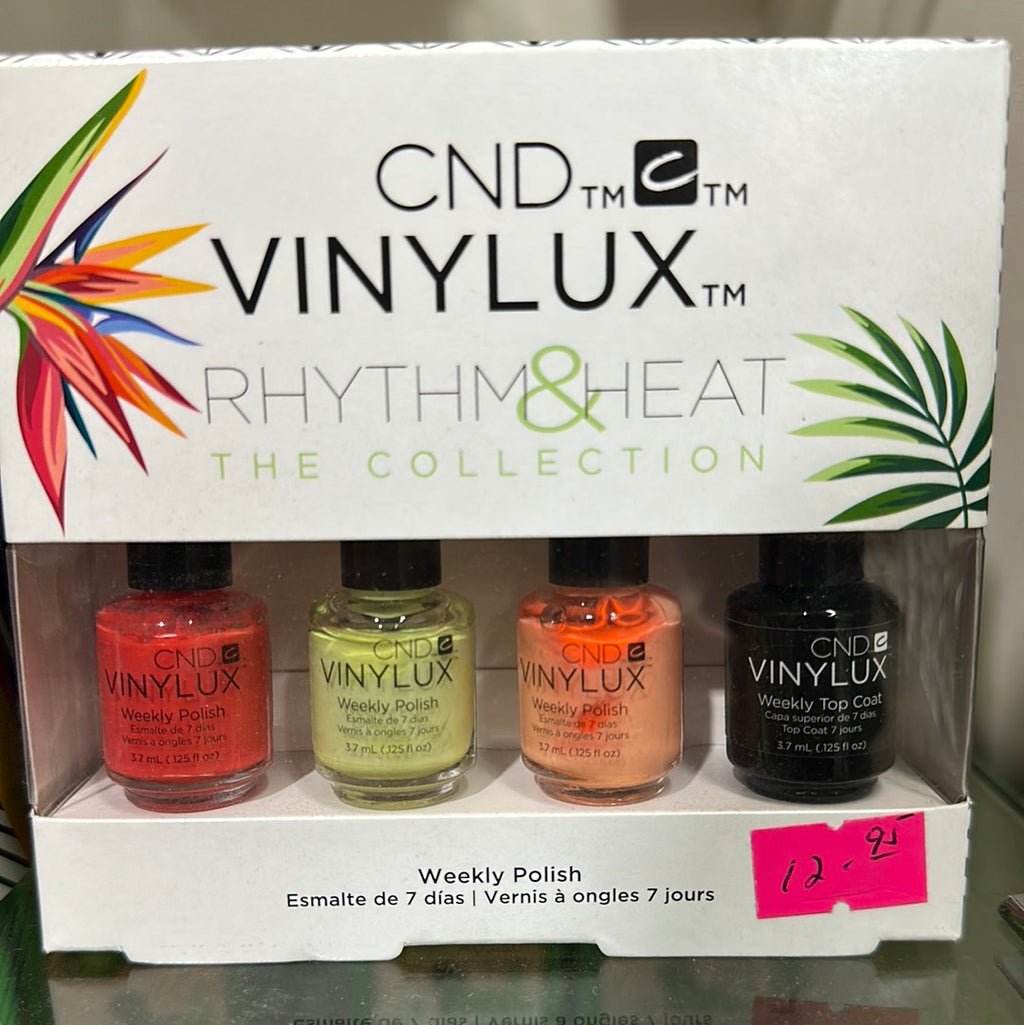 CND™ C™
VINYLUX™
RHYTHM & HEAT
THE COLLECTION
CND
VINYLUX
Weekly Polish
Esmalte de 7 días
Vernis à ongles 7 jours
3.7 mL (.125 fl oz)
CND
VINYLUX
Weekly Polish
Esmalte de 7 días
Vernis à ongles 7 jours
3.7 mL (.125 fl oz)
CND
VINYLUX
Weekly Polish
Esmalte de 7 días
Vernis à ongles 7 jours
3.7 mL (.125 fl oz)
CND
VINYLUX
Weekly Top Coat
Capa superior de 7 días
Top Coat 7 jours
3.7 mL (.125 fl oz)
Weekly Polish
Esmalte de 7 días | Vernis à ongles 7 jours
12.95